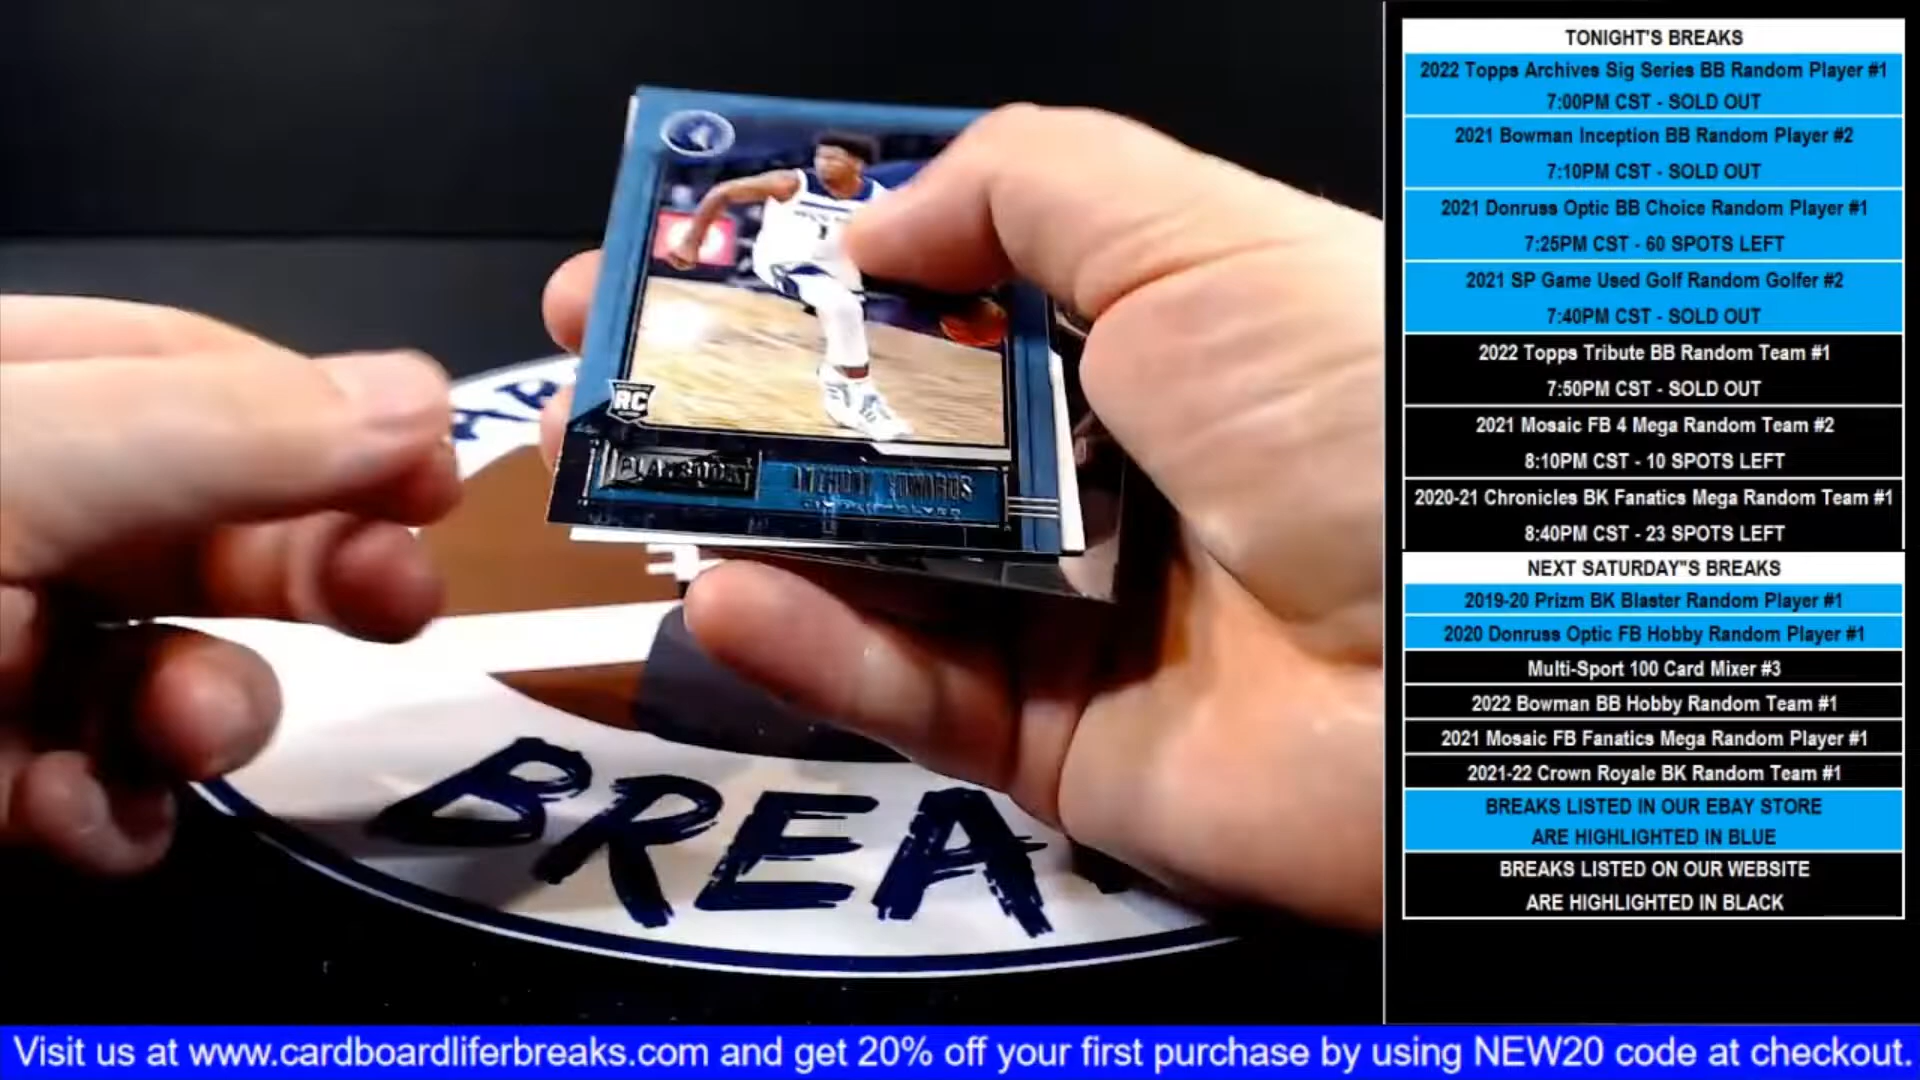 RC
PLAYBOOK
ANTHONY EDWARDS
BREA
TONIGHT'S BREAKS
2022 Topps Archives Sig Series BB Random Player #1
7:00PM CST - SOLD OUT
2021 Bowman Inception BB Random Player #2
7:10PM CST - SOLD OUT
2021 Donruss Optic BB Choice Random Player #1
7:25PM CST - 60 SPOTS LEFT
2021 SP Game Used Golf Random Golfer #2
7:40PM CST - SOLD OUT
2022 Topps Tribute BB Random Team #1
7:50PM CST - SOLD OUT
2021 Mosaic FB 4 Mega Random Team #2
8:10PM CST - 10 SPOTS LEFT
2020-21 Chronicles BK Fanatics Mega Random Team #1
8:40PM CST - 23 SPOTS LEFT
NEXT SATURDAY"S BREAKS
2019-20 Prizm BK Blaster Random Player #1
2020 Donruss Optic FB Hobby Random Player #1
Multi-Sport 100 Card Mixer #3
2022 Bowman BB Hobby Random Team #1
2021 Mosaic FB Fanatics Mega Random Player #1
2021-22 Crown Royale BK Random Team #1
BREAKS LISTED IN OUR EBAY STORE
ARE HIGHLIGHTED IN BLUE
BREAKS LISTED ON OUR WEBSITE
ARE HIGHLIGHTED IN BLACK
Visit us at www.cardboardliferbreaks.com and get 20% off your first purchase by using NEW20 code at checkout.